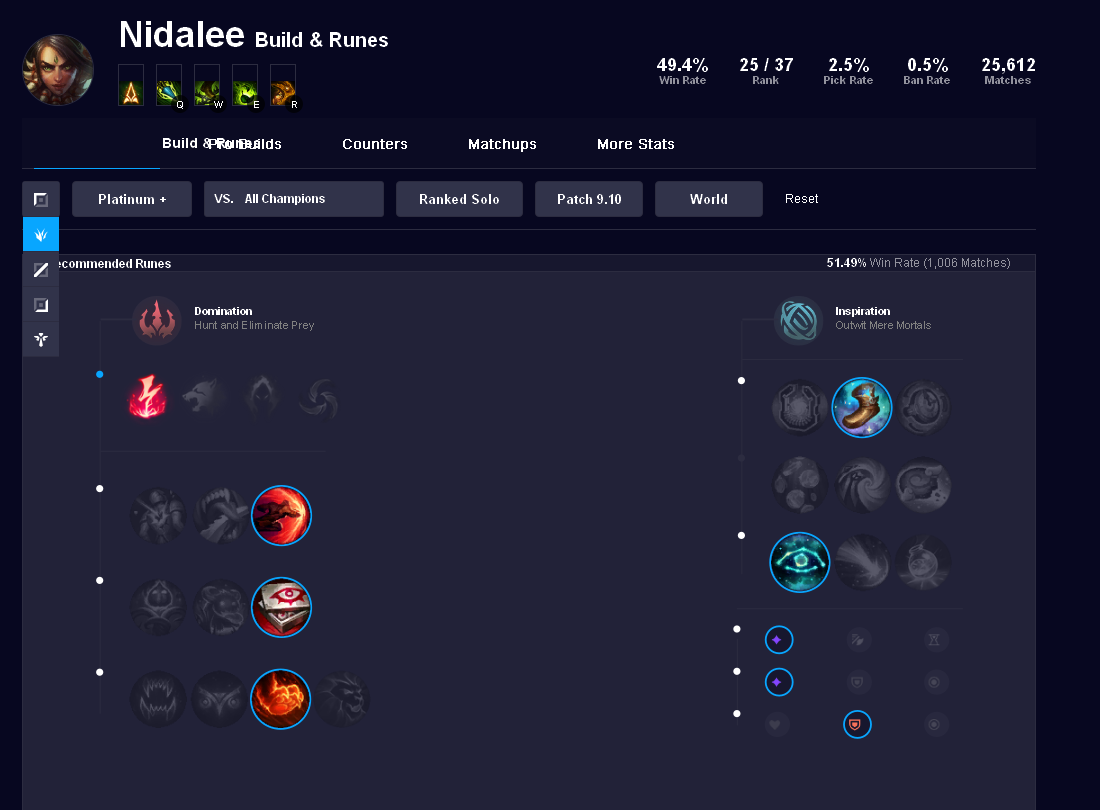 Nidalee Build & Runes
Q W E R
49.4% 25 / 37 2.5% 0.5% 25,612
Win Rate Rank Pick Rate Ban Rate Matches
Build & Runes Pro Builds Counters Matchups More Stats
Platinum + VS. All Champions Ranked Solo Patch 9.10 World Reset
ecommended Runes 51.49% Win Rate (1,006 Matches)
Domination
Hunt and Eliminate Prey
Inspiration
Outwit Mere Mortals